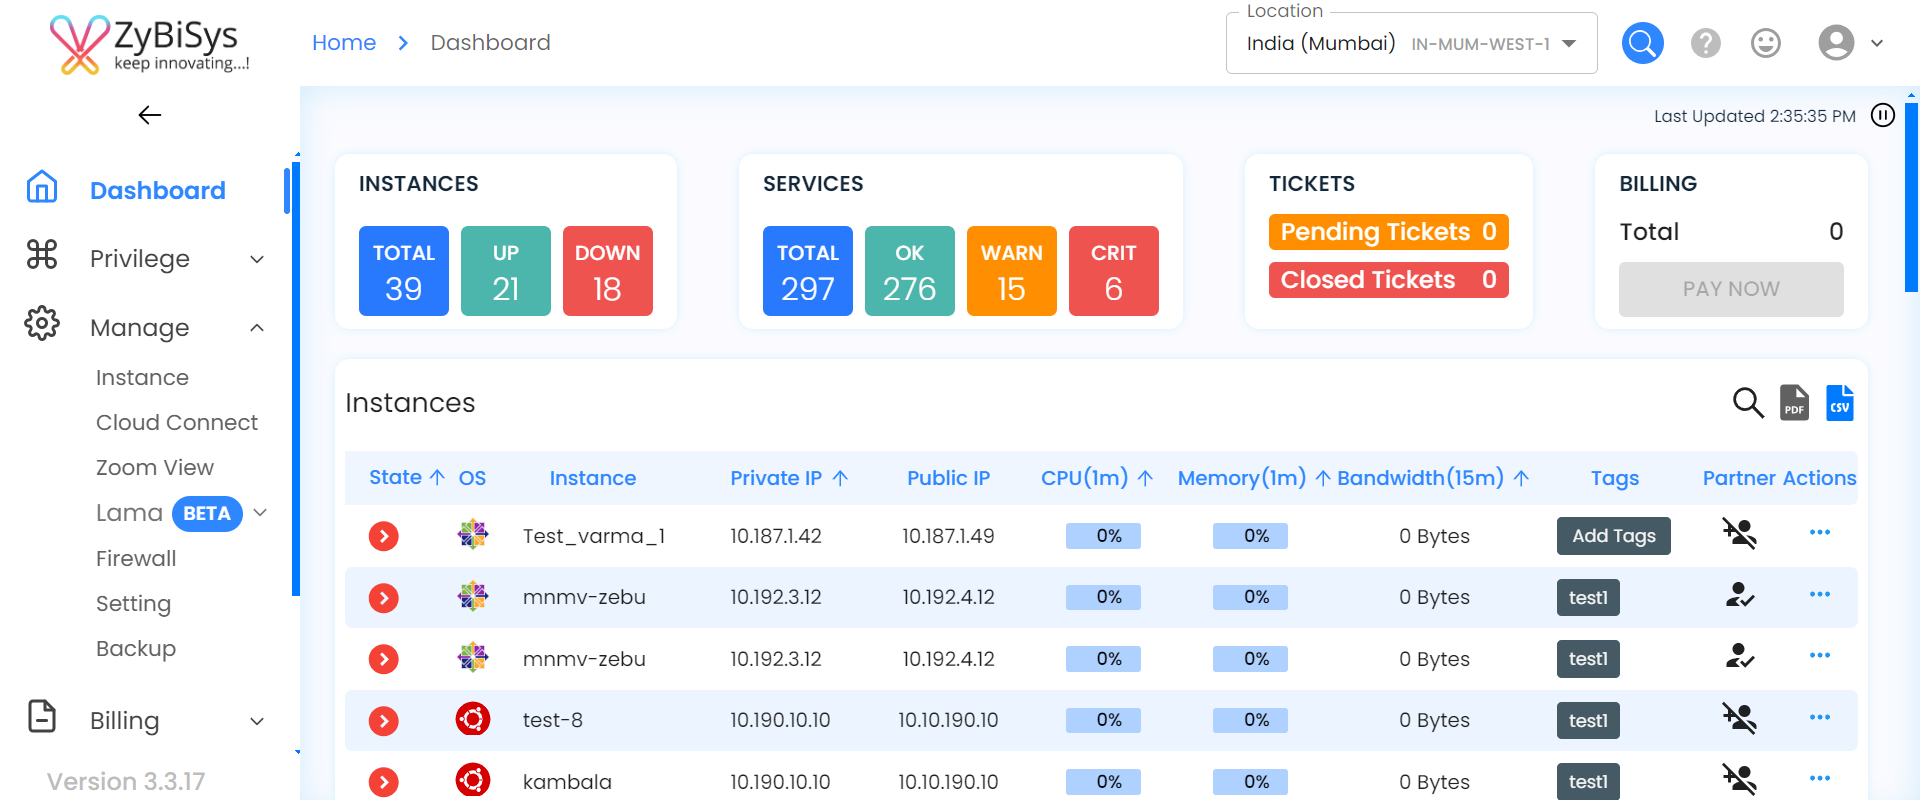 ZyBiSys
keep innovating...!
Home > Dashboard
Location
India (Mumbai) IN-MUM-WEST-1
Last Updated 2:35:35 PM
Dashboard
Privilege
Manage
Instance
Cloud Connect
Zoom View
Lama BETA
Firewall
Setting
Backup
Billing
Version 3.3.17
INSTANCES
TOTAL UP DOWN
39 21 18
SERVICES
TOTAL OK WARN CRIT
297 276 15 6
TICKETS
Pending Tickets 0
Closed Tickets 0
BILLING
Total 0
PAY NOW
Instances
PDF CSV
State OS Instance Private IP Public IP CPU(1m) Memory(1m) Bandwidth(15m) Tags Partner Actions
Test_varma_1 10.187.1.42 10.187.1.49 0% 0% 0 Bytes Add Tags
mnmv-zebu 10.192.3.12 10.192.4.12 0% 0% 0 Bytes test1
mnmv-zebu 10.192.3.12 10.192.4.12 0% 0% 0 Bytes test1
test-8 10.190.10.10 10.10.190.10 0% 0% 0 Bytes test1
kambala 10.190.10.10 10.10.190.10 0% 0% 0 Bytes test1